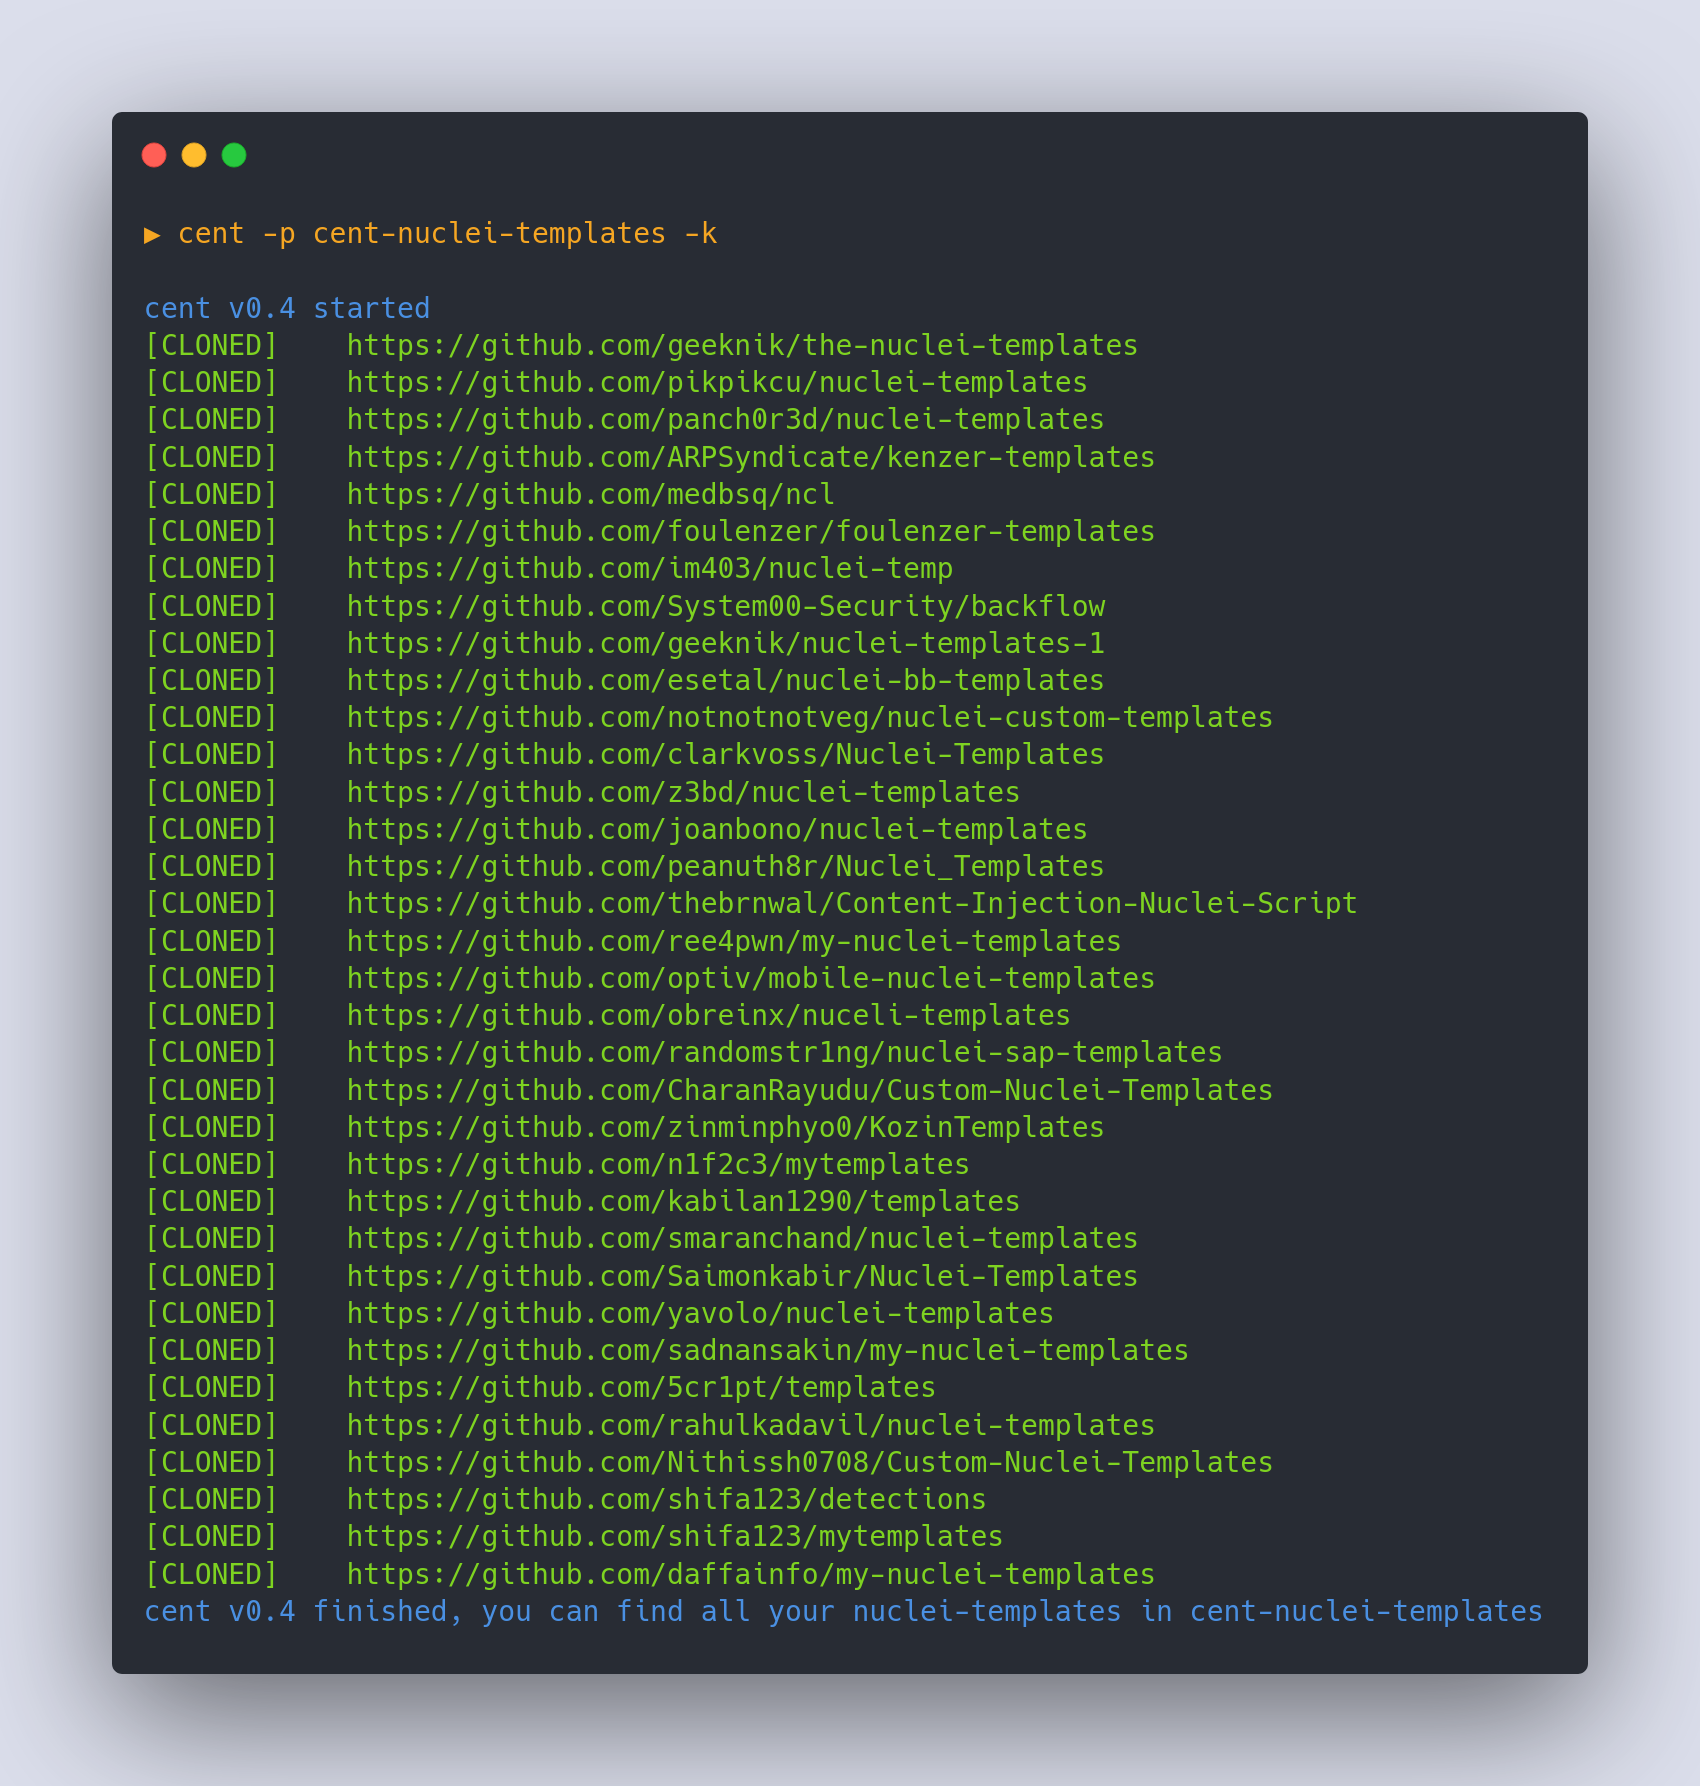 ▶ cent -p cent-nuclei-templates -k
cent v0.4 started
[CLONED]    https://github.com/geeknik/the-nuclei-templates
[CLONED]    https://github.com/pikpikcu/nuclei-templates
[CLONED]    https://github.com/panch0r3d/nuclei-templates
[CLONED]    https://github.com/ARPSyndicate/kenzer-templates
[CLONED]    https://github.com/medbsq/ncl
[CLONED]    https://github.com/foulenzer/foulenzer-templates
[CLONED]    https://github.com/im403/nuclei-temp
[CLONED]    https://github.com/System00-Security/backflow
[CLONED]    https://github.com/geeknik/nuclei-templates-1
[CLONED]    https://github.com/esetal/nuclei-bb-templates
[CLONED]    https://github.com/notnotnotveg/nuclei-custom-templates
[CLONED]    https://github.com/clarkvoss/Nuclei-Templates
[CLONED]    https://github.com/z3bd/nuclei-templates
[CLONED]    https://github.com/joanbono/nuclei-templates
[CLONED]    https://github.com/peanuth8r/Nuclei_Templates
[CLONED]    https://github.com/thebrnwal/Content-Injection-Nuclei-Script
[CLONED]    https://github.com/ree4pwn/my-nuclei-templates
[CLONED]    https://github.com/optiv/mobile-nuclei-templates
[CLONED]    https://github.com/obreinx/nuceli-templates
[CLONED]    https://github.com/randomstr1ng/nuclei-sap-templates
[CLONED]    https://github.com/CharanRayudu/Custom-Nuclei-Templates
[CLONED]    https://github.com/zinminphyo0/KozinTemplates
[CLONED]    https://github.com/n1f2c3/mytemplates
[CLONED]    https://github.com/kabilan1290/templates
[CLONED]    https://github.com/smaranchand/nuclei-templates
[CLONED]    https://github.com/Saimonkabir/Nuclei-Templates
[CLONED]    https://github.com/yavolo/nuclei-templates
[CLONED]    https://github.com/sadnansakin/my-nuclei-templates
[CLONED]    https://github.com/5cr1pt/templates
[CLONED]    https://github.com/rahulkadavil/nuclei-templates
[CLONED]    https://github.com/Nithissh0708/Custom-Nuclei-Templates
[CLONED]    https://github.com/shifa123/detections
[CLONED]    https://github.com/shifa123/mytemplates
[CLONED]    https://github.com/daffainfo/my-nuclei-templates
cent v0.4 finished, you can find all your nuclei-templates in cent-nuclei-templates